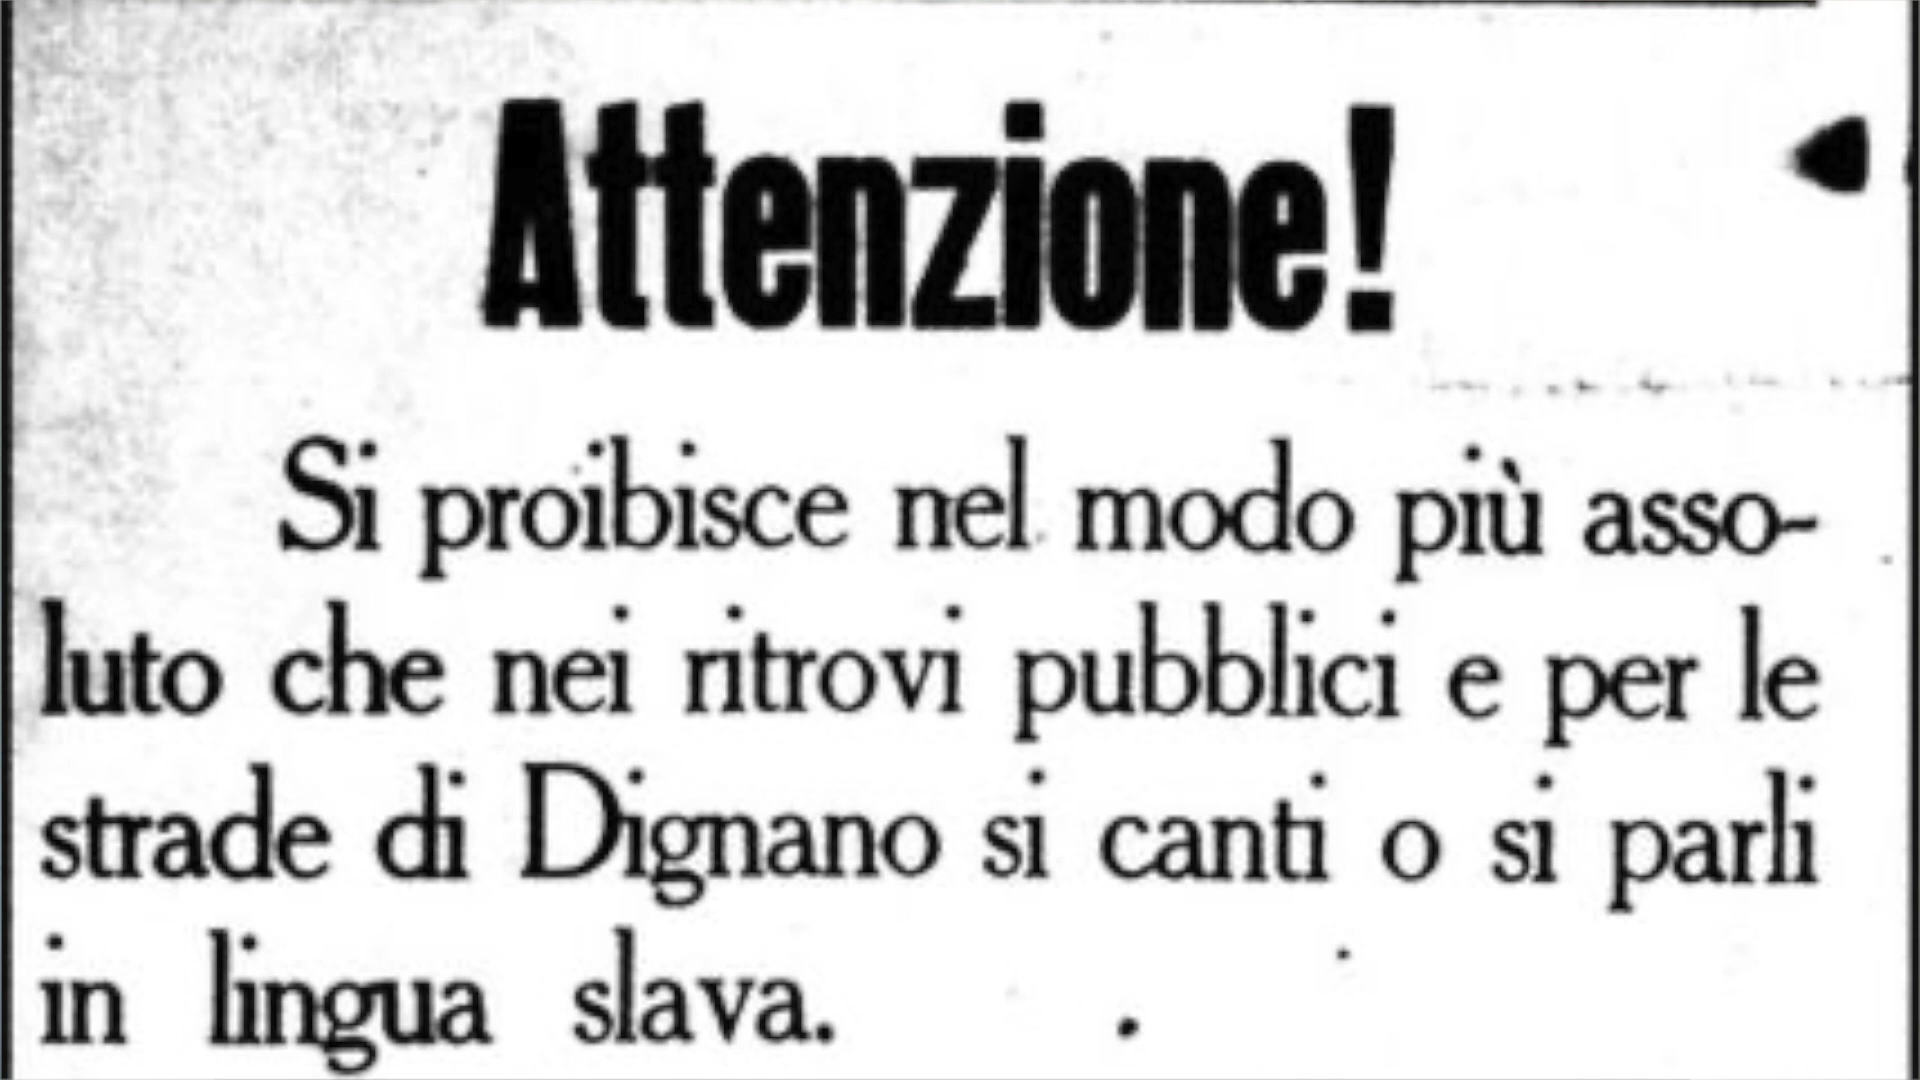 Attenzione!
Si proibisce nel modo più asso-
luto che nei ritrovi pubblici e per le
strade di Dignano si canti o si parli
in lingua slava.